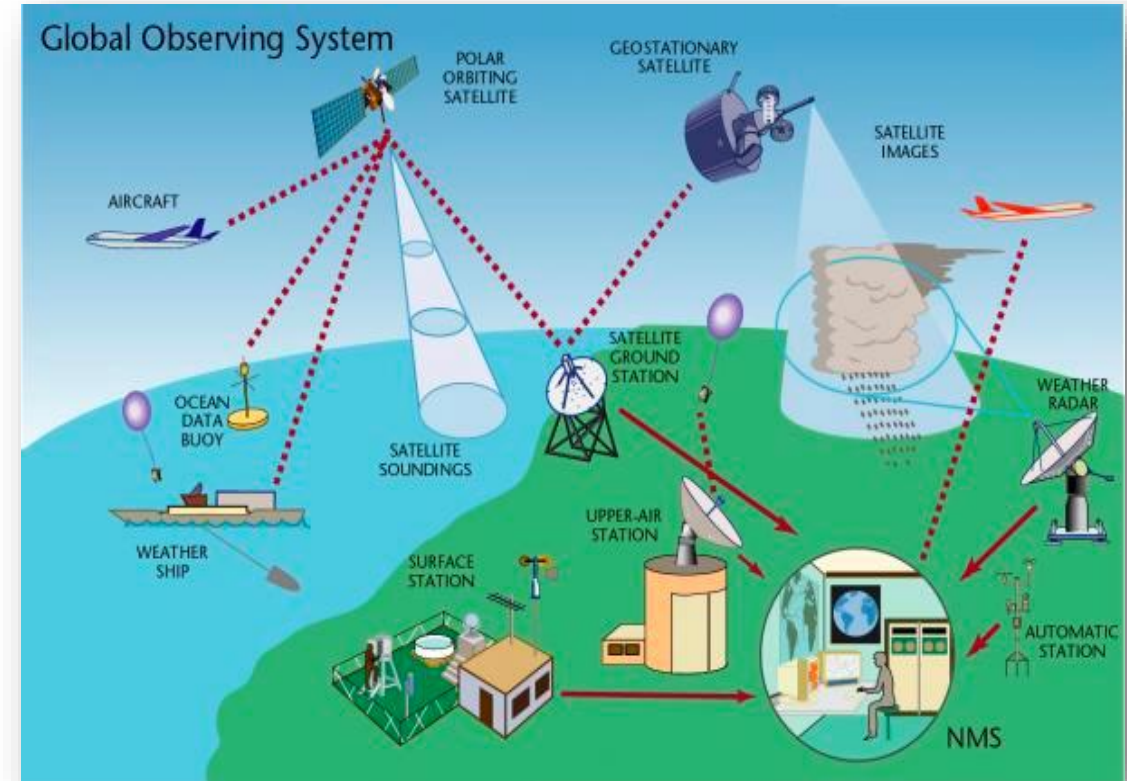 Global Observing System
POLAR
ORBITING
SATELLITE
GEOSTATIONARY
SATELLITE
SATELLITE
IMAGES
AIRCRAFT
SATELLITE
GROUND
STATION
WEATHER
RADAR
OCEAN
DATA
BUOY
SATELLITE
SOUNDINGS
UPPER-AIR
STATION
WEATHER
SHIP
SURFACE
STATION
AUTOMATIC
STATION
NMS